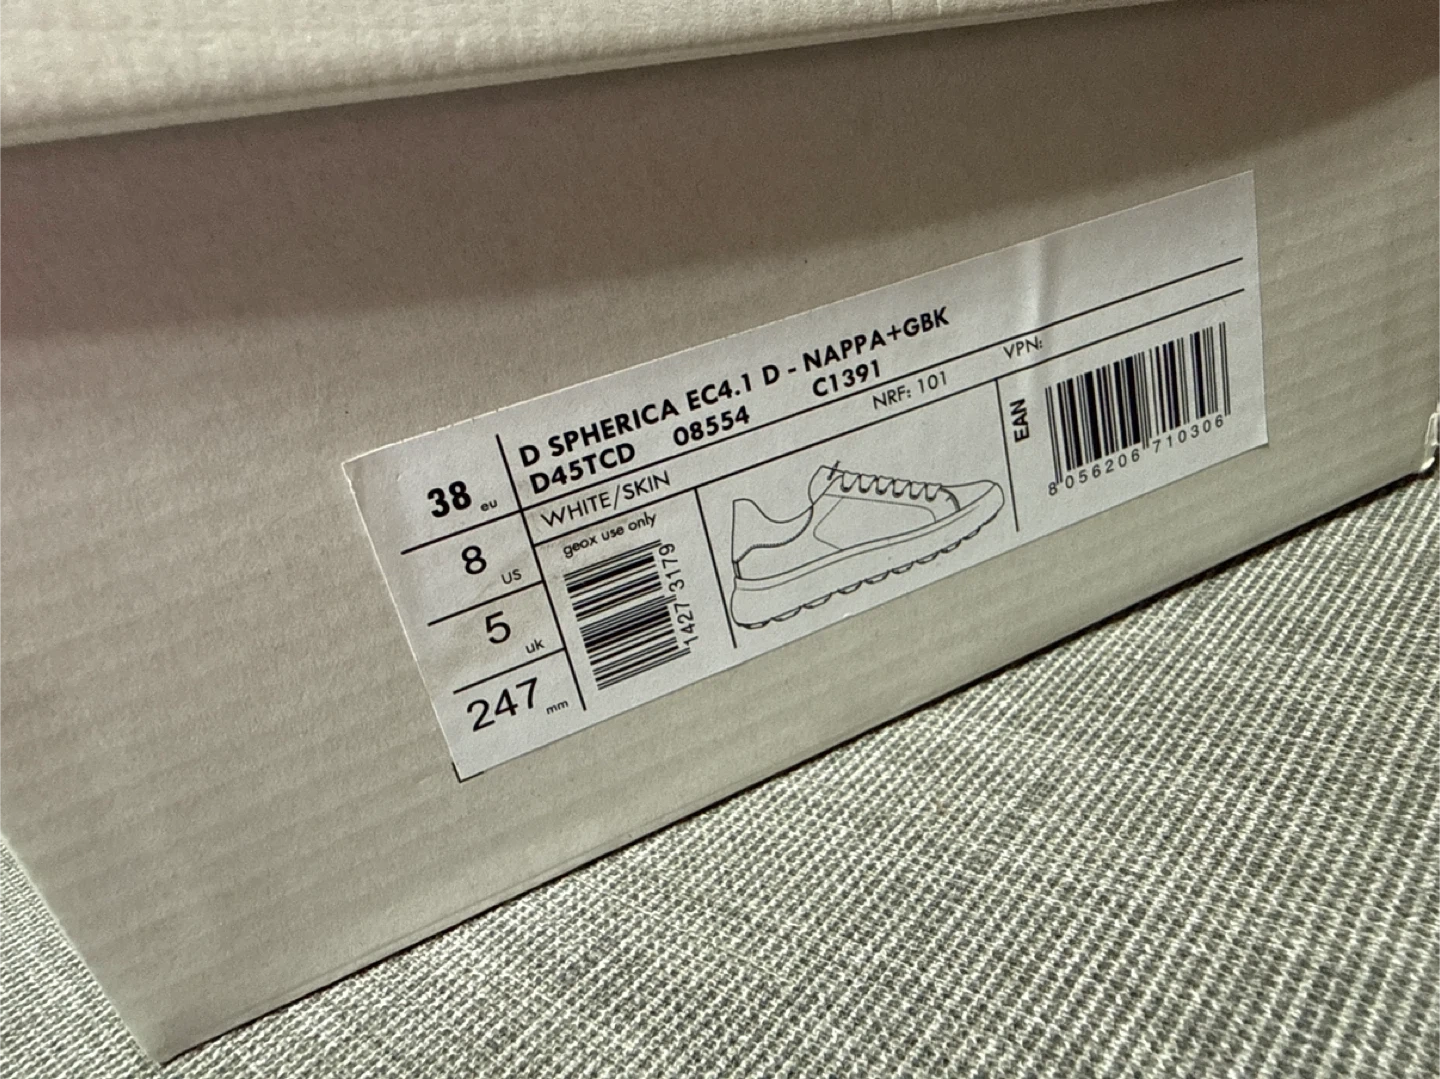 D SPHERICA EC4.1 D - NAPPA+GBK
D45TCD 08554 C1391
38 eu
8 US
5 uk
247 mm
WHITE/SKIN NRF: 101 VPN:
geox use only
1427 3179
EAN
8 056206 710306